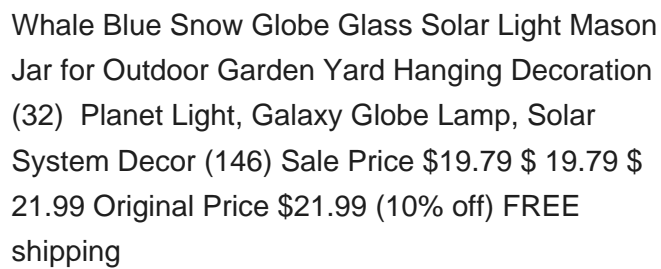 Whale Blue Snow Globe Glass Solar Light Mason
Jar for Outdoor Garden Yard Hanging Decoration
(32)  Planet Light, Galaxy Globe Lamp, Solar
System Decor (146) Sale Price $19.79 $ 19.79 $
21.99 Original Price $21.99 (10% off) FREE
shipping